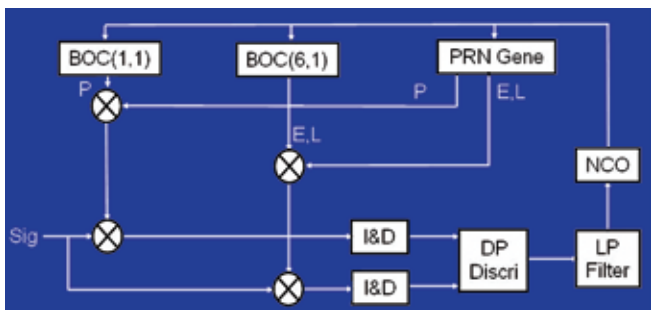 BOC(1,1)
BOC(6,1)
PRN Gene
P
P
E,L
E,L
NCO
Sig
I&D
DP
Discri
LP
Filter
I&D